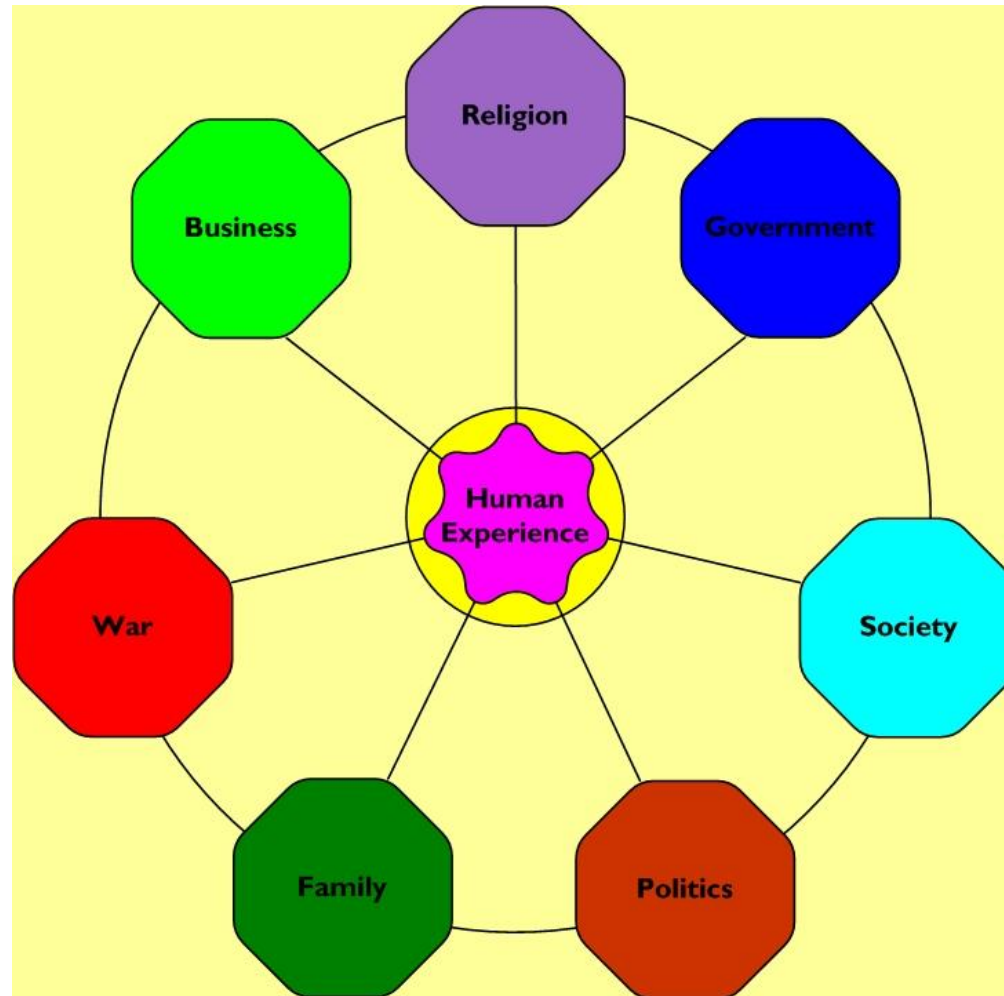 Religion
Business
Government
Human
Experience
War
Society
Family
Politics